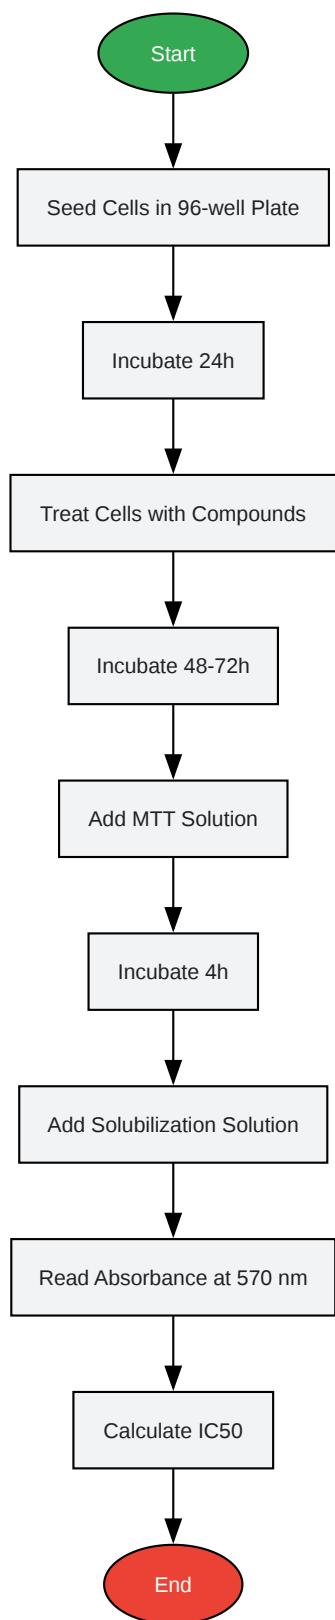 Start
Seed Cells in 96-well Plate
Incubate 24h
Treat Cells with Compounds
Incubate 48-72h
Add MTT Solution
Incubate 4h
Add Solubilization Solution
Read Absorbance at 570 nm
Calculate IC50
End